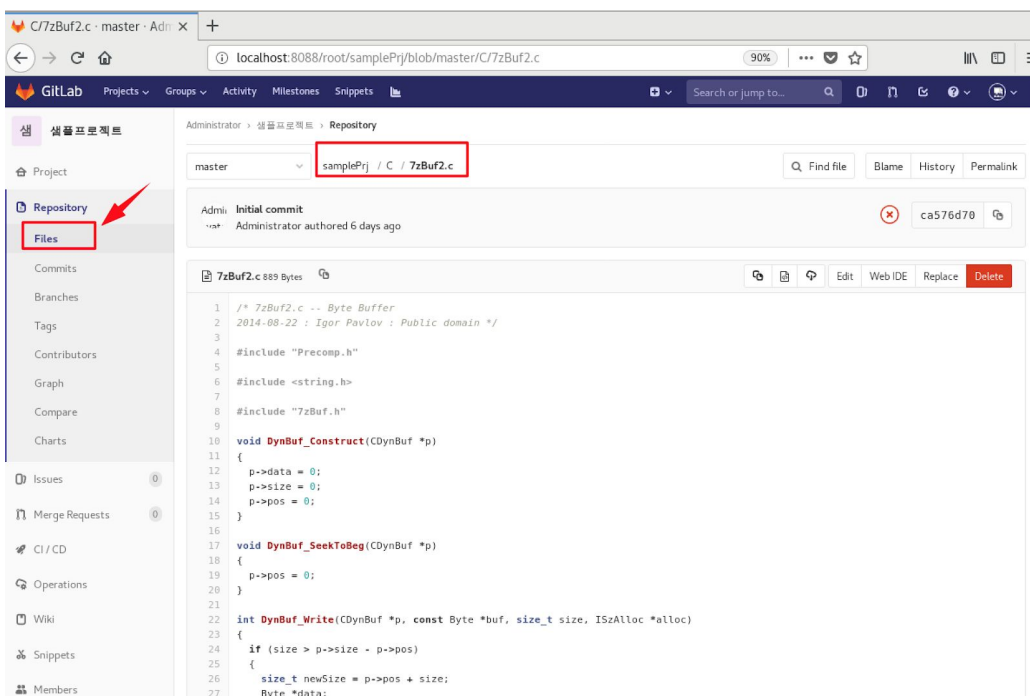 C/7zBuf2.c · master · Adm
localhost:8088/root/samplePrj/blob/master/C/7zBuf2.c
90%
GitLab Projects Groups Activity Milestones Snippets
Search or jump to...
샘 샘플프로젝트
Administrator > 샘플프로젝트 > Repository
Project
master
samplePrj / C / 7zBuf2.c
Find file
Blame
History
Permalink
Repository
Files
Commits
Branches
Tags
Contributors
Graph
Compare
Charts
Issues 0
Merge Requests 0
CI / CD
Operations
Wiki
Snippets
Members
Initial commit
Administrator authored 6 days ago
ca576d70
7zBuf2.c 889 Bytes
Edit
Web IDE
Replace
Delete
1 /* 7zBuf2.c -- Byte Buffer
2 2014-08-22 : Igor Pavlov : Public domain */
3
4 #include "Precomp.h"
5
6 #include <string.h>
7
8 #include "7zBuf.h"
9
10 void DynBuf_Construct(CDynBuf *p)
11 {
12 p->data = 0;
13 p->size = 0;
14 p->pos = 0;
15 }
16
17 void DynBuf_SeekToBeg(CDynBuf *p)
18 {
19 p->pos = 0;
20 }
21
22 int DynBuf_Write(CDynBuf *p, const Byte *buf, size_t size, ISzAlloc *alloc)
23 {
24 if (size > p->size - p->pos)
25 {
26 size_t newSize = p->pos + size;
27 Byte *data;